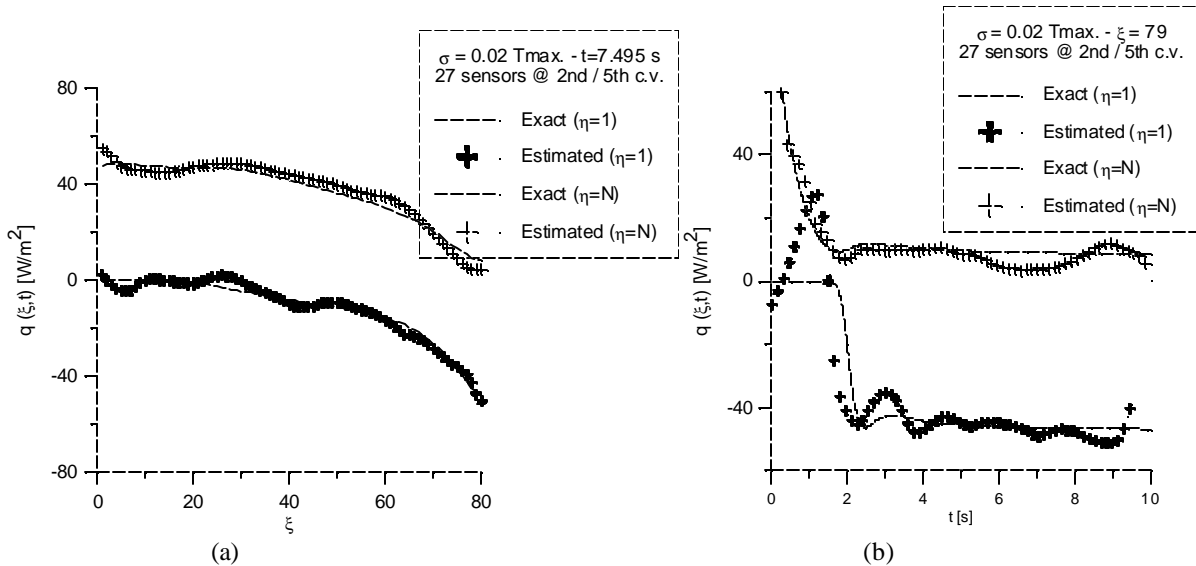 σ = 0.02 Tmax. - t=7.495 s
27 sensors @ 2nd / 5th c.v.
Exact (η=1)
Estimated (η=1)
Exact (η=N)
Estimated (η=N)
80
40
0
-40
-80
q (ξ,t) [W/m²]
0 20 40 60 80
ξ
(a)
σ = 0.02 Tmax. - ξ = 79
27 sensors @ 2nd / 5th c.v.
Exact (η=1)
Estimated (η=1)
Exact (η=N)
Estimated (η=N)
40
0
-40
q (ξ,t) [W/m²]
0 2 4 6 8 10
t [s]
(b)